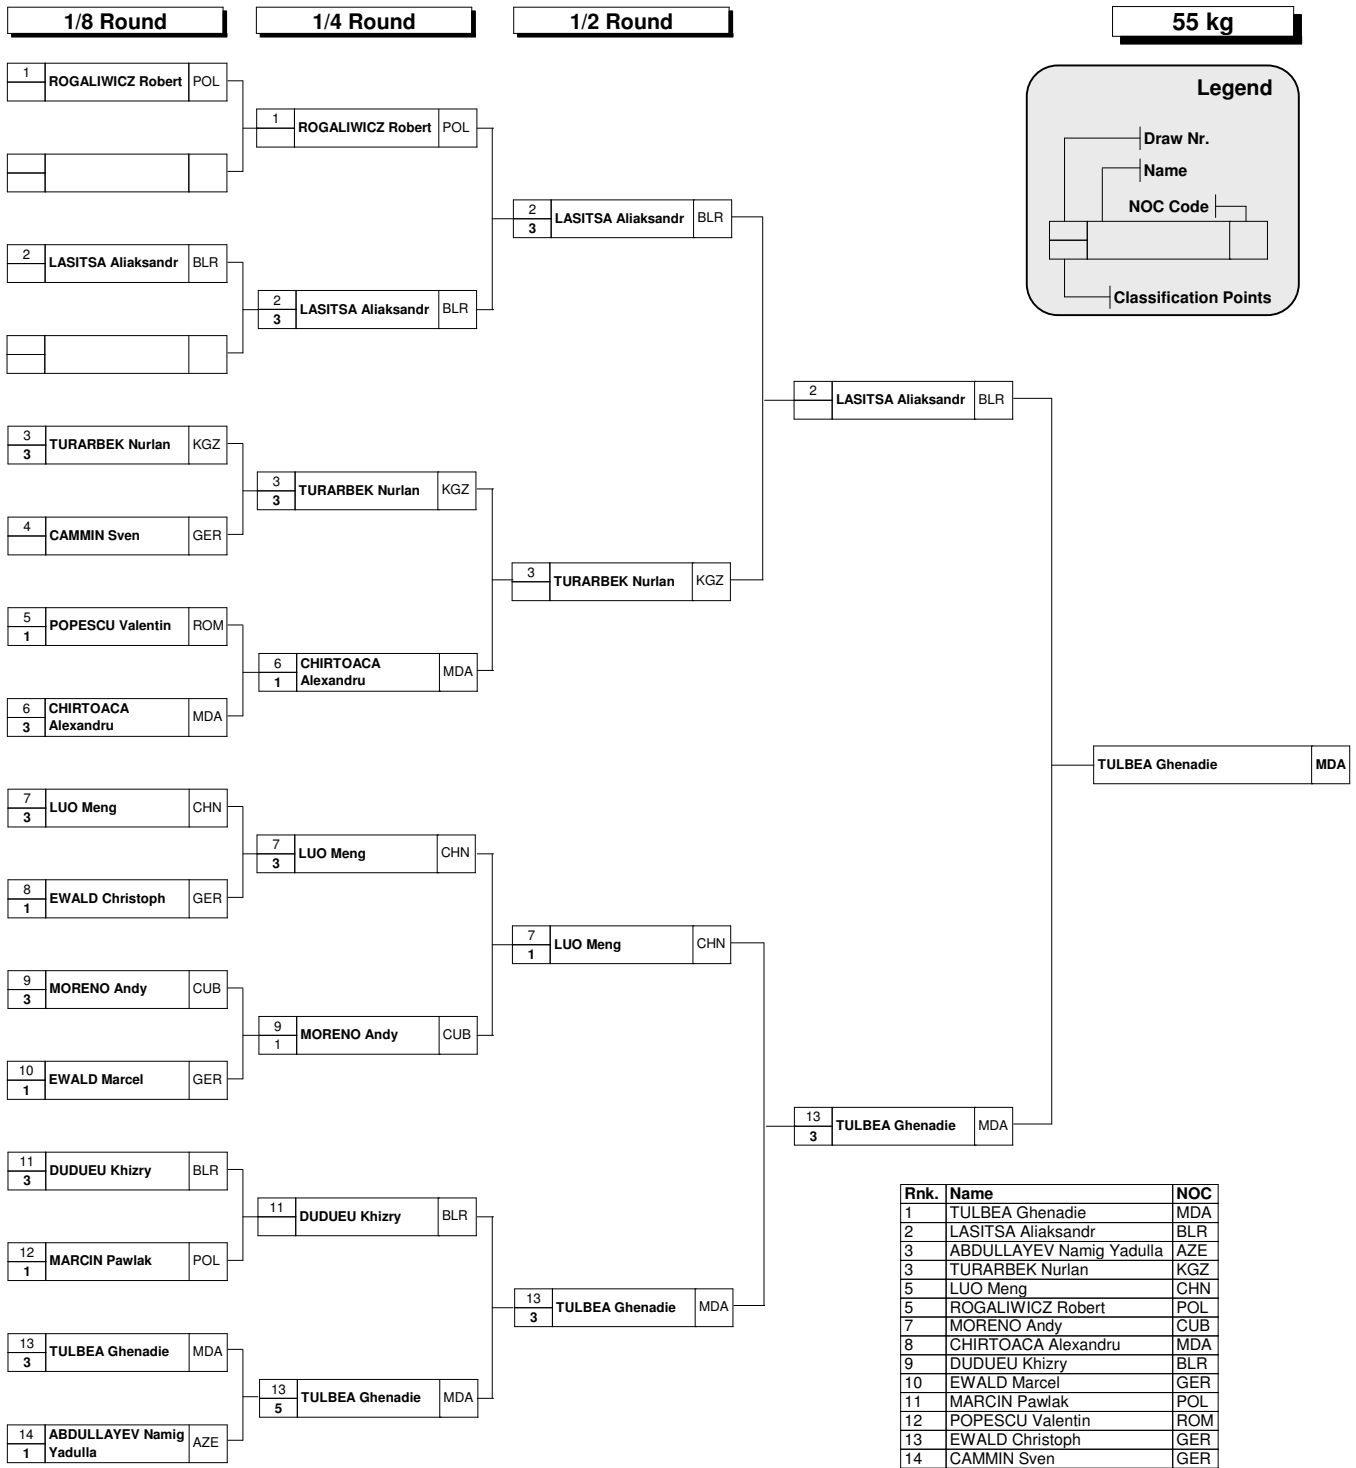 1/8 Round
1/4 Round
1/2 Round
55 kg
1
ROGALIWICZ Robert
POL
2
LASITSA Aliaksandr
BLR
3
3
TURARBEK Nurlan
KGZ
4
CAMMIN Sven
GER
5
1
POPESCU Valentin
ROM
6
3
CHIRTOACA
Alexandru
MDA
7
3
LUO Meng
CHN
8
1
EWALD Christoph
GER
9
3
MORENO Andy
CUB
10
1
EWALD Marcel
GER
11
3
DUDUEU Khizry
BLR
12
1
MARCIN Pawlak
POL
13
3
TULBEA Ghenadie
MDA
14
1
ABDULLAYEV Namig
Yadulla
AZE
1
ROGALIWICZ Robert
POL
2
3
LASITSA Aliaksandr
BLR
3
3
TURARBEK Nurlan
KGZ
6
1
CHIRTOACA
Alexandru
MDA
7
3
LUO Meng
CHN
9
1
MORENO Andy
CUB
11
DUDUEU Khizry
BLR
13
5
TULBEA Ghenadie
MDA
2
3
LASITSA Aliaksandr
BLR
3
TURARBEK Nurlan
KGZ
7
1
LUO Meng
CHN
13
3
TULBEA Ghenadie
MDA
2
LASITSA Aliaksandr
BLR
13
3
TULBEA Ghenadie
MDA
TULBEA Ghenadie
MDA
Legend
Draw Nr.
Name
NOC Code
Classification Points
Rnk. Name NOC
1 TULBEA Ghenadie MDA
2 LASITSA Aliaksandr BLR
3 ABDULLAYEV Namig Yadulla AZE
3 TURARBEK Nurlan KGZ
5 LUO Meng CHN
5 ROGALIWICZ Robert POL
7 MORENO Andy CUB
8 CHIRTOACA Alexandru MDA
9 DUDUEU Khizry BLR
10 EWALD Marcel GER
11 MARCIN Pawlak POL
12 POPESCU Valentin ROM
13 EWALD Christoph GER
14 CAMMIN Sven GER